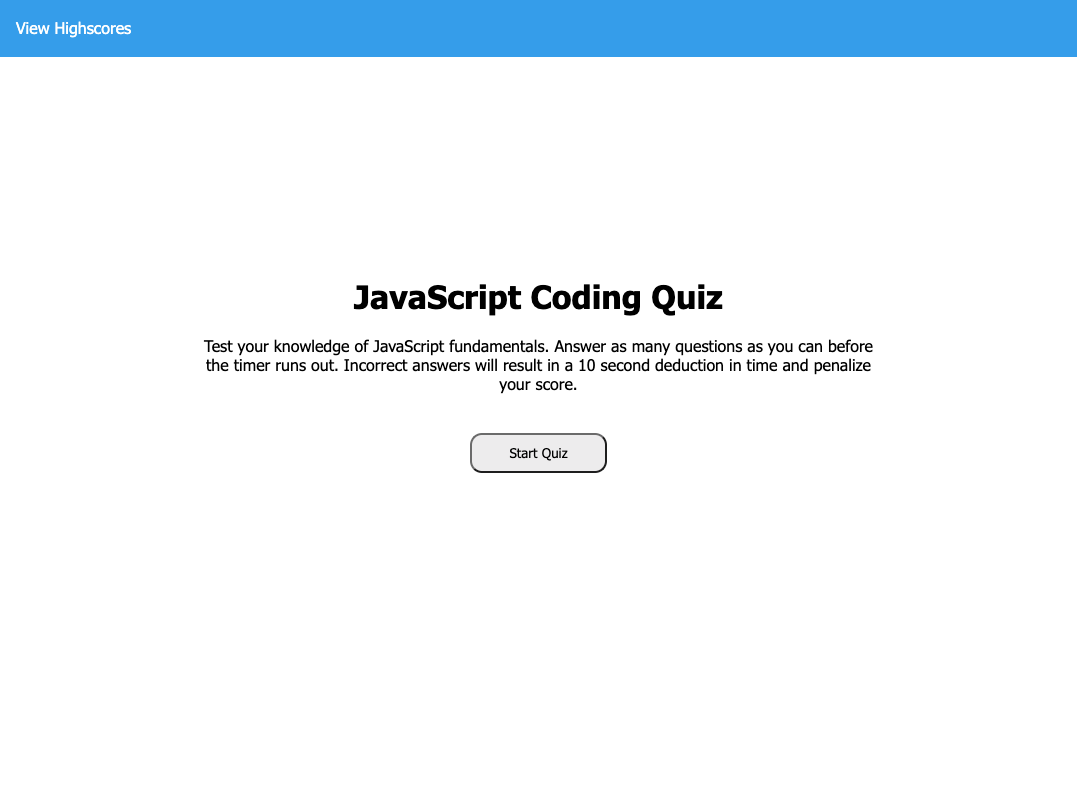 View Highscores
JavaScript Coding Quiz
Test your knowledge of JavaScript fundamentals. Answer as many questions as you can before
the timer runs out. Incorrect answers will result in a 10 second deduction in time and penalize
your score.
Start Quiz